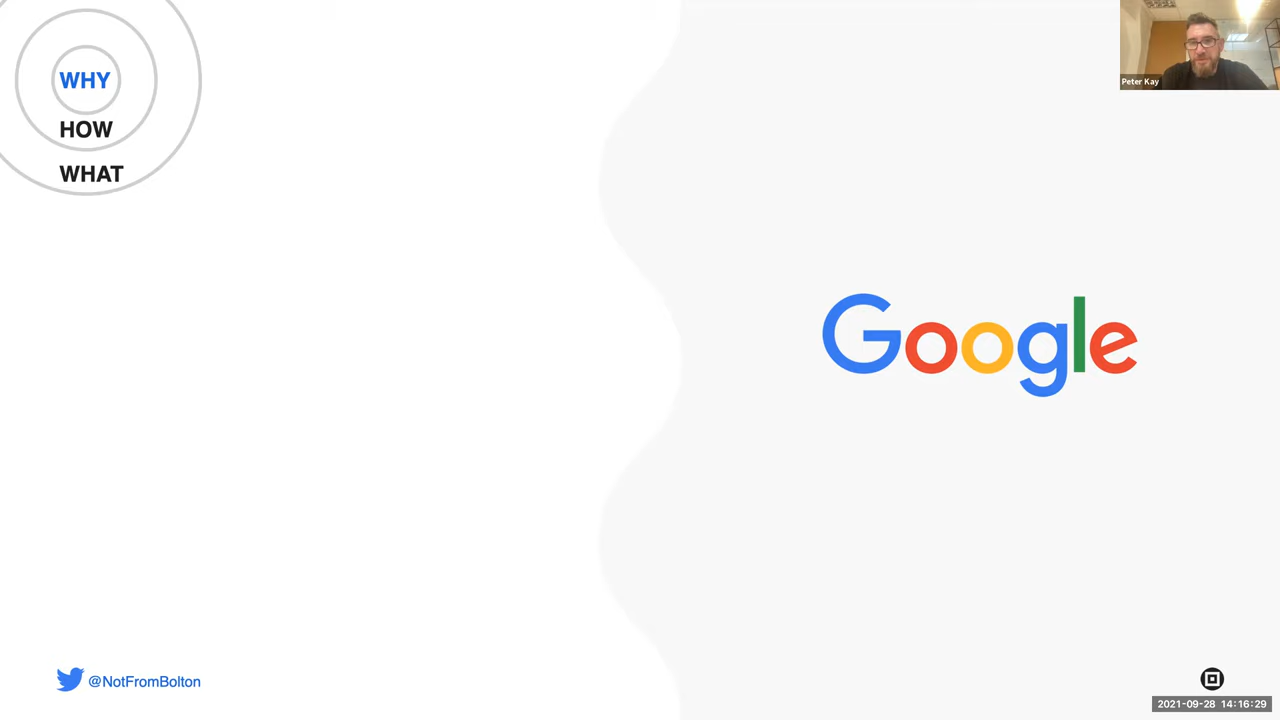 WHY
HOW
WHAT
Peter Kay
Google
@NotFromBolton
2021-09-28 14:16:29